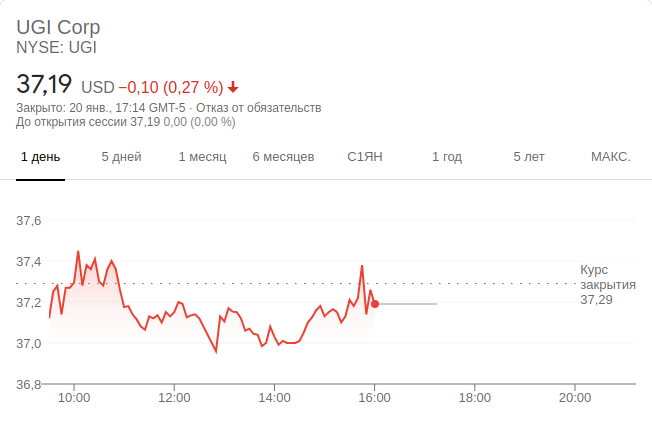 UGI Corp
NYSE: UGI
37,19 USD −0,10 (0,27 %)
Закрыто: 20 янв., 17:14 GMT-5 · Отказ от обязательств
До открытия сессии 37,19 0,00 (0,00 %)
1 день 5 дней 1 месяц 6 месяцев С1ЯН 1 год 5 лет МАКС.
37,6
37,4
Курс
закрытия
37,29
37,2
37,0
36,8
10:00 12:00 14:00 16:00 18:00 20:00